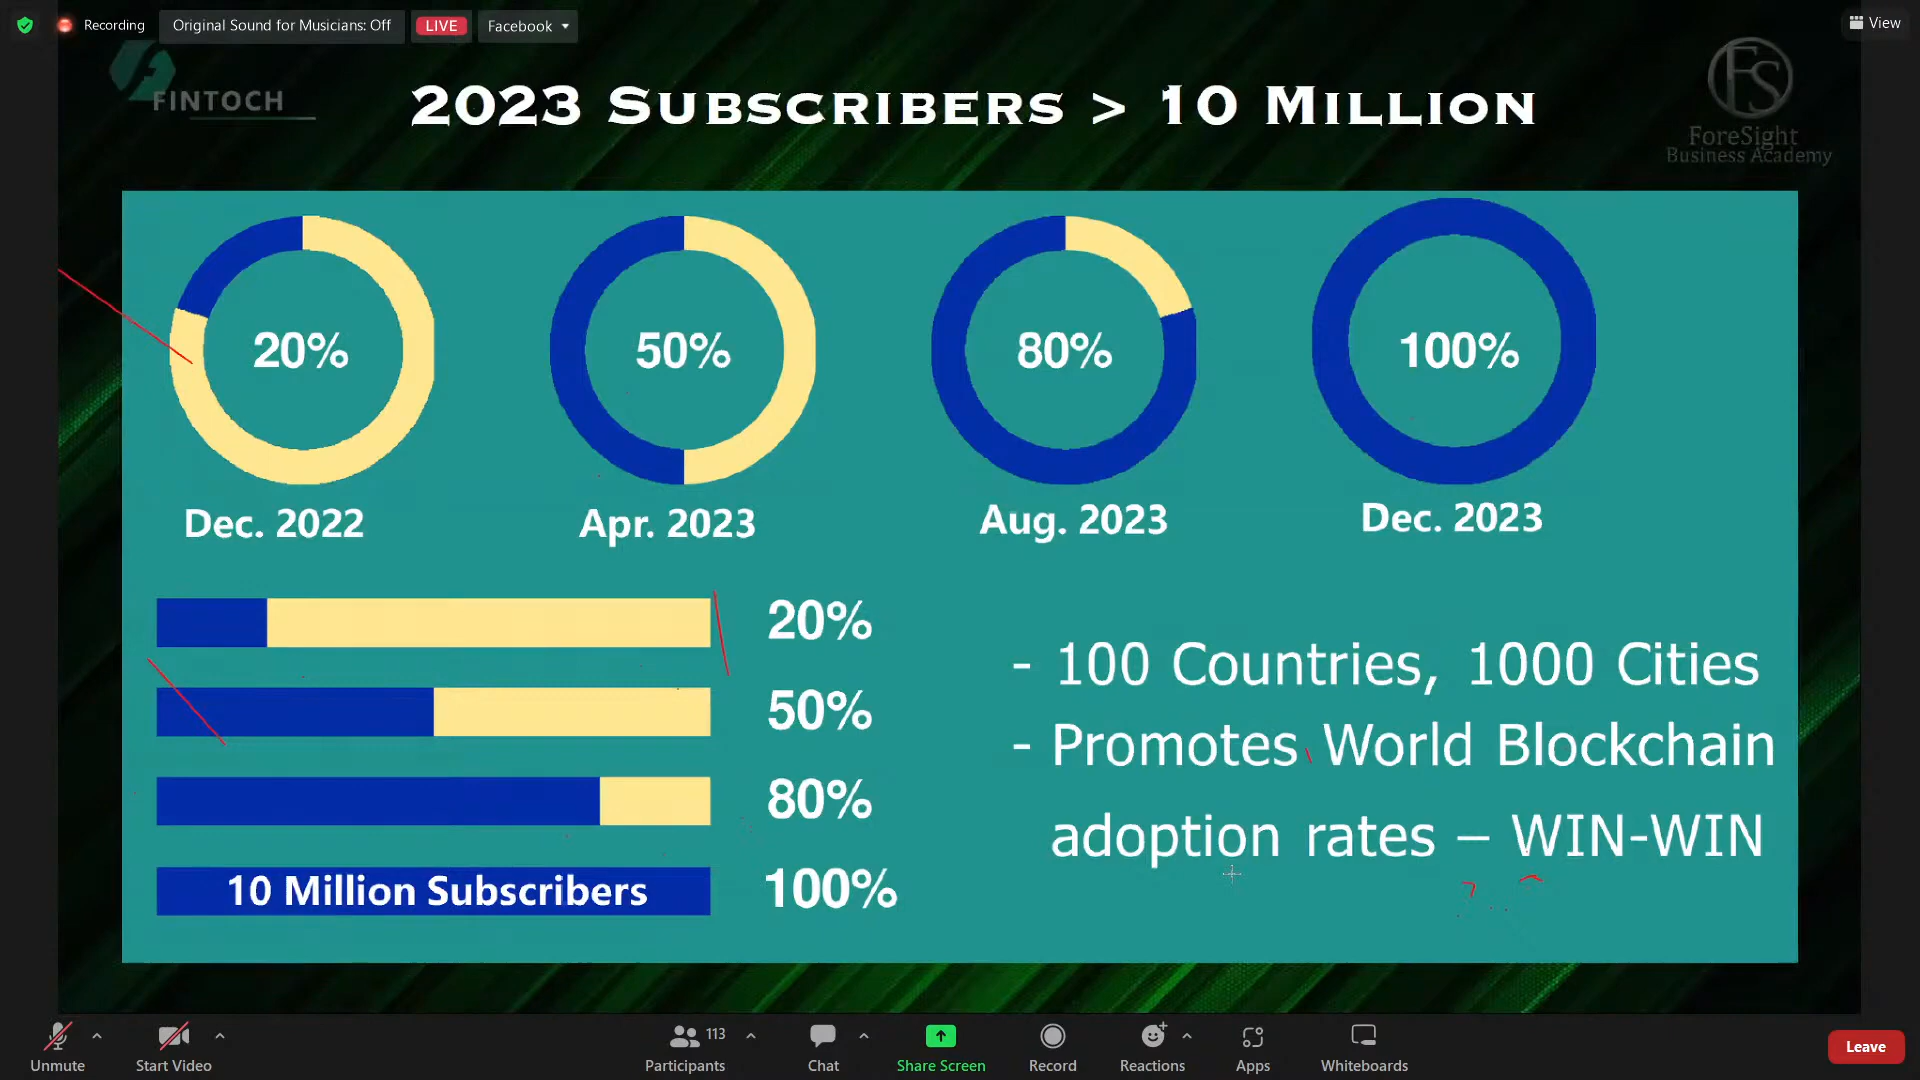 Recording
Original Sound for Musicians: Off
LIVE
Facebook
View
FINTOCH
2023 SUBSCRIBERS > 10 MILLION
FS
ForeSight
Business Academy
20%
50%
80%
100%
Dec. 2022
Apr. 2023
Aug. 2023
Dec. 2023
20%
50%
80%
10 Million Subscribers
100%
- 100 Countries, 1000 Cities
- Promotes World Blockchain
adoption rates – WIN-WIN
Unmute
Start Video
113
Participants
Chat
Share Screen
Record
Reactions
Apps
Whiteboards
Leave